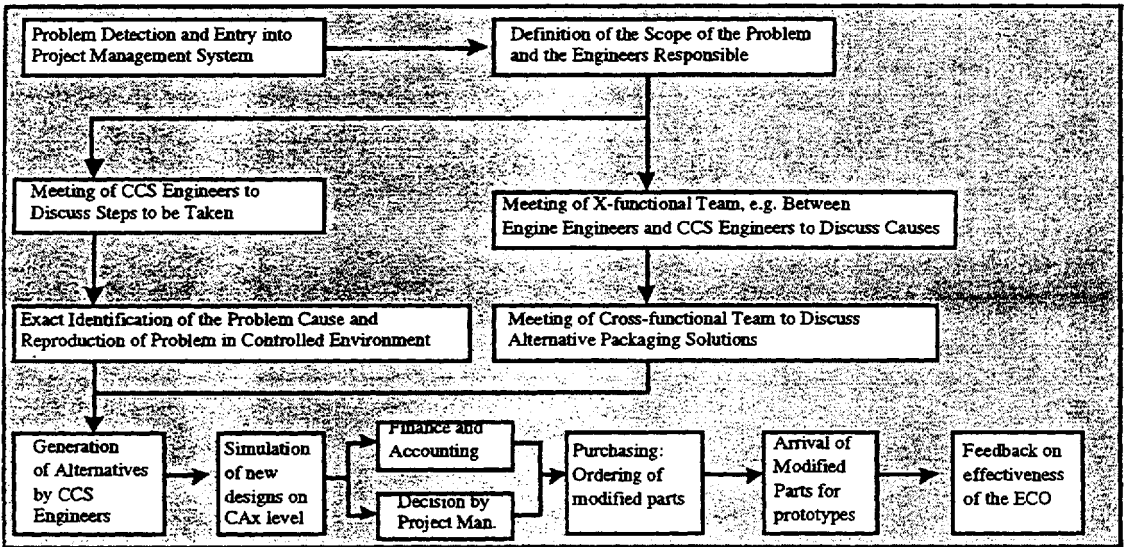 Problem Detection and Entry into
Project Management System
Definition of the Scope of the Problem
and the Engineers Responsible
Meeting of CCS Engineers to
Discuss Steps to be Taken
Meeting of X-functional Team, e.g. Between
Engine Engineers and CCS Engineers to Discuss Causes
Exact Identification of the Problem Cause and
Reproduction of Problem in Controlled Environment
Meeting of Cross-functional Team to Discuss
Alternative Packaging Solutions
Generation
of Alternatives
by CCS
Engineers
Simulation
of new
designs on
CAx level
Finance and
Accounting
Decision by
Project Man.
Purchasing:
Ordering of
modified parts
Arrival of
Modified
Parts for
prototypes
Feedback on
effectiveness
of the ECO